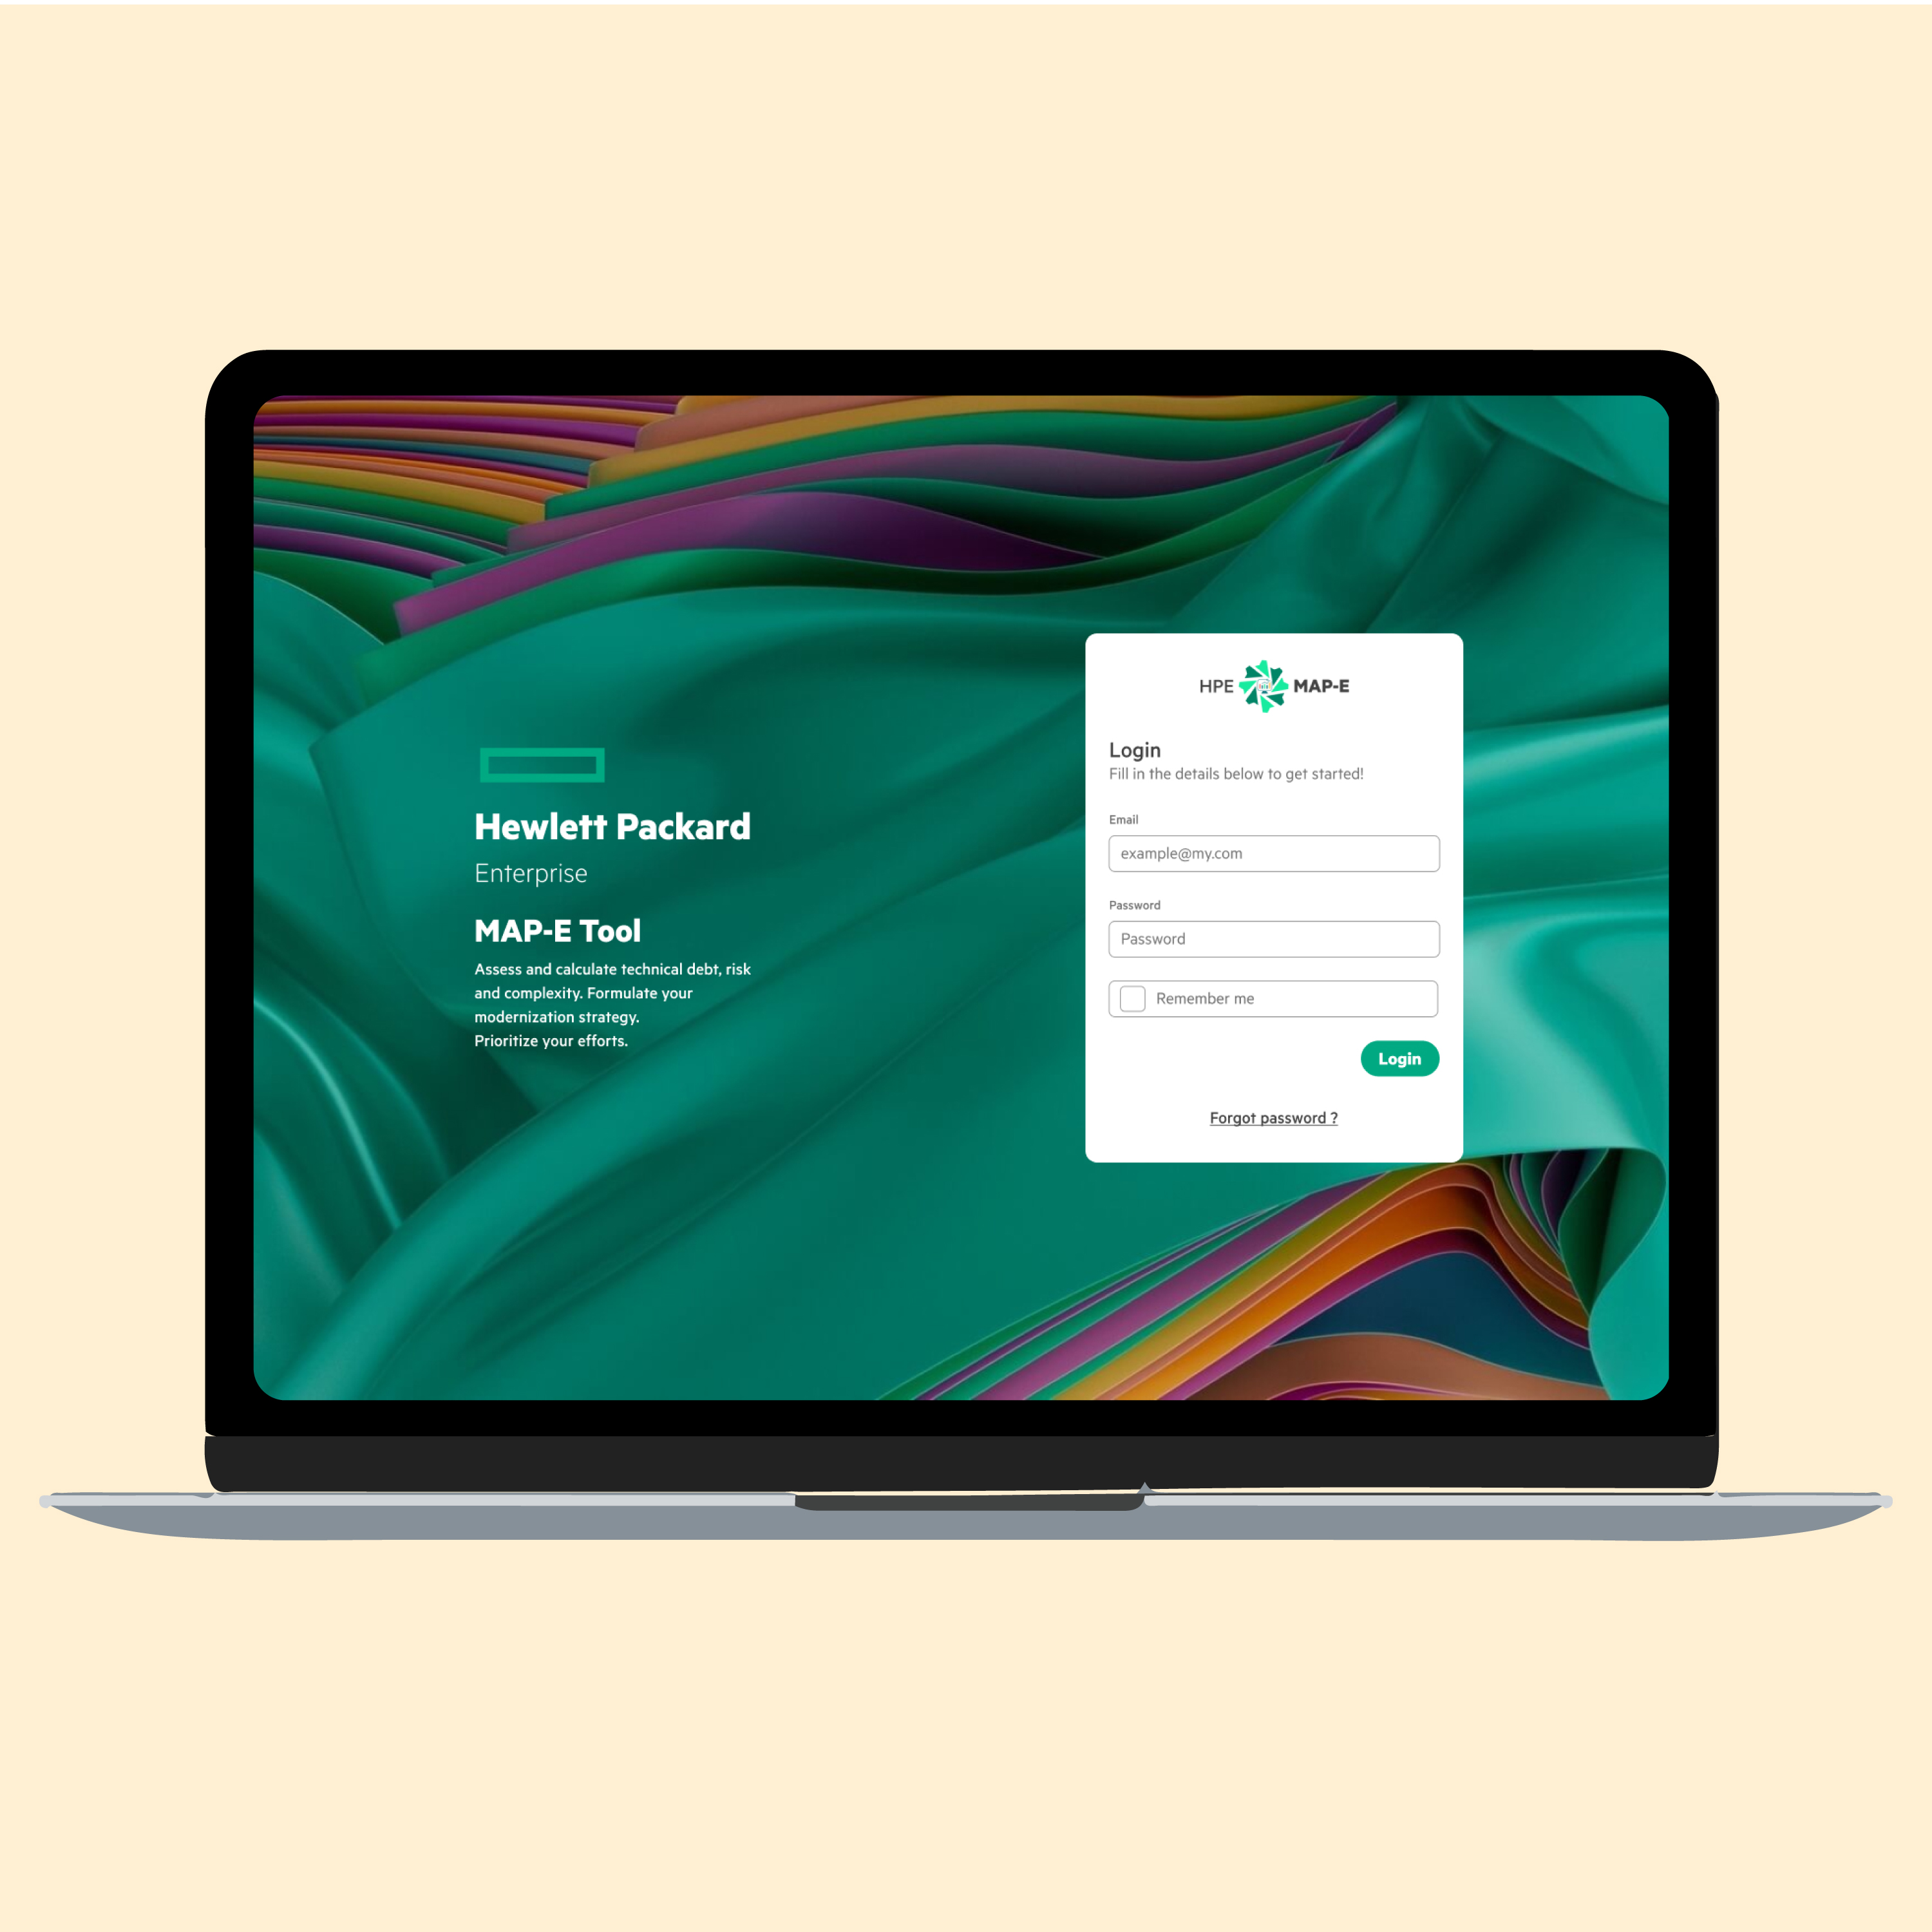 Hewlett Packard
Enterprise
MAP-E Tool
Assess and calculate technical debt, risk
and complexity. Formulate your
modernization strategy.
Prioritize your efforts.
HPE MAP-E
Login
Fill in the details below to get started!
Email
example@my.com
Password
Password
Remember me
Login
Forgot password ?